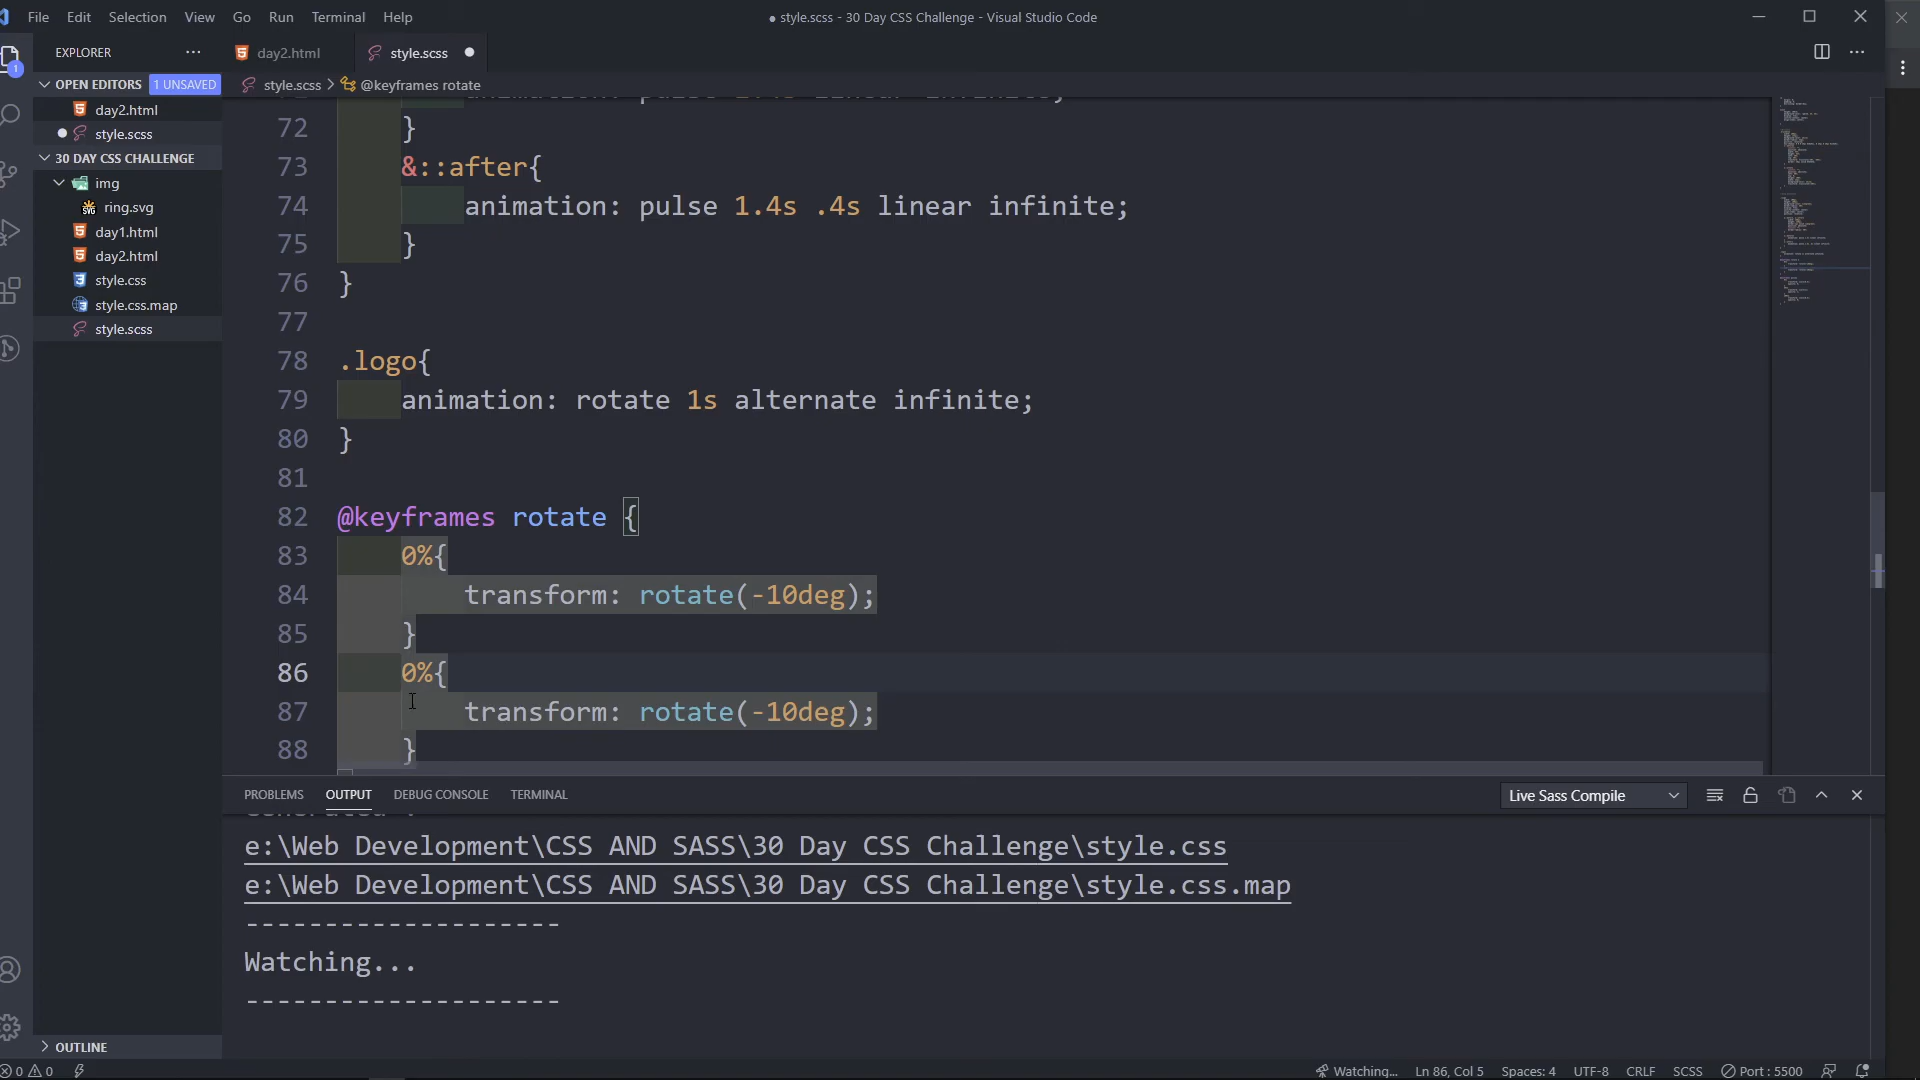 File Edit Selection View Go Run Terminal Help
● style.scss - 30 Day CSS Challenge - Visual Studio Code
EXPLORER ···
day2.html
style.scss ●
OPEN EDITORS 1 UNSAVED
day2.html
● style.scss
30 DAY CSS CHALLENGE
img
ring.svg
day1.html
day2.html
style.css
style.css.map
style.scss
OUTLINE
style.scss > @keyframes rotate
72 }
73 &::after{
74 animation: pulse 1.4s .4s linear infinite;
75 }
76 }
77
78 .logo{
79 animation: rotate 1s alternate infinite;
80 }
81
82 @keyframes rotate {
83 0%{
84 transform: rotate(-10deg);
85 }
86 0%{
87 transform: rotate(-10deg);
88 }
PROBLEMS OUTPUT DEBUG CONSOLE TERMINAL
Live Sass Compile
Generated :
e:\Web Development\CSS AND SASS\30 Day CSS Challenge\style.css
e:\Web Development\CSS AND SASS\30 Day CSS Challenge\style.css.map
--------------------
Watching...
--------------------
0 0
Watching... Ln 86, Col 5 Spaces: 4 UTF-8 CRLF SCSS Port : 5500